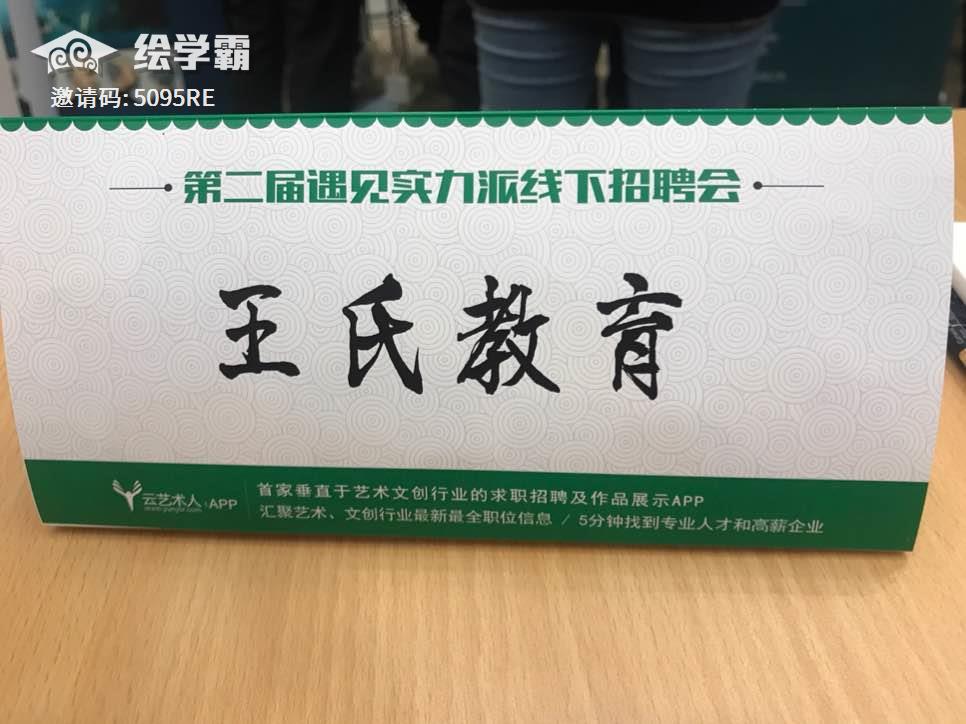 绘学霸
邀请码: 5095RE
第二届遇见实力派线下招聘会
王氏教育
云艺术人 APP
首家垂直于艺术文创行业的求职招聘及作品展示APP
汇聚艺术、文创行业最新最全职位信息 / 5分钟找到专业人才和高薪企业